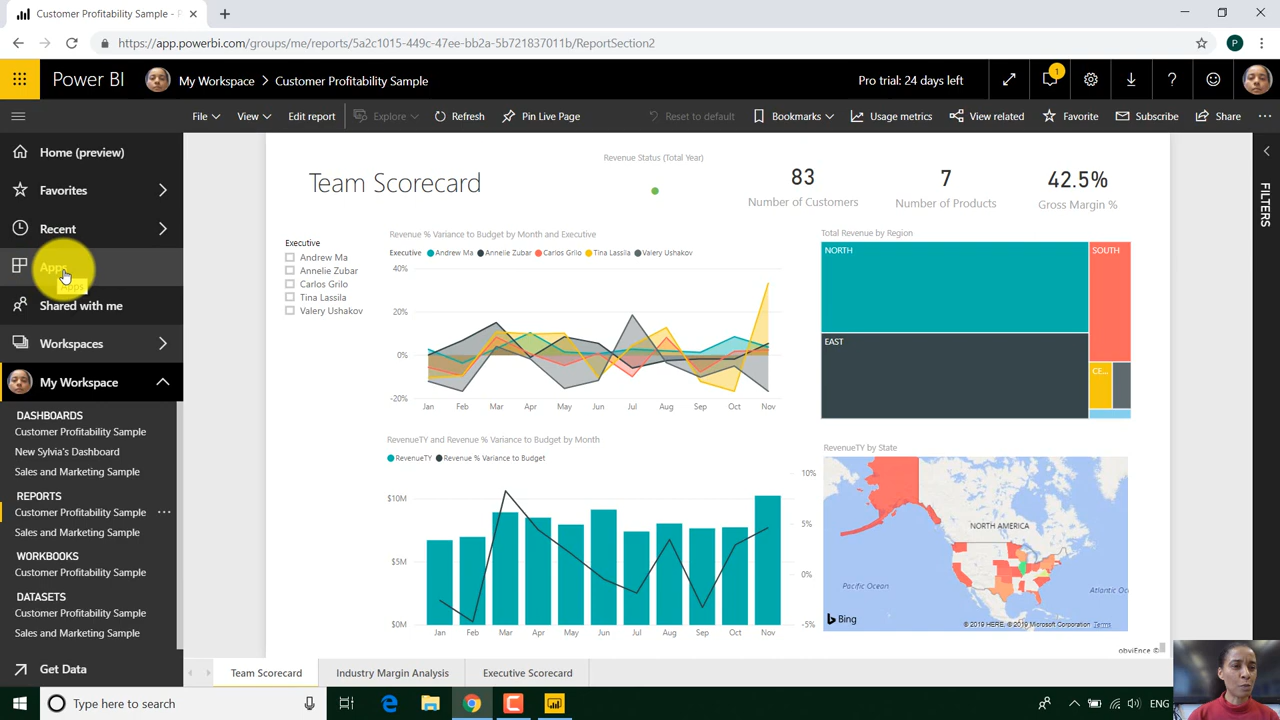 Customer Profitability Sample - P
https://app.powerbi.com/groups/me/reports/5a2c1015-449c-47ee-bb2a-5b721837011b/ReportSection2
P
Power BI
My Workspace > Customer Profitability Sample
Pro trial: 24 days left
1
File
View
Edit report
Explore
Refresh
Pin Live Page
Reset to default
Bookmarks
Usage metrics
View related
Favorite
Subscribe
Share
Home (preview)
Favorites
Recent
Apps
Apps
Shared with me
Workspaces
My Workspace
DASHBOARDS
Customer Profitability Sample
New Sylvia's Dashboard
Sales and Marketing Sample
REPORTS
Customer Profitability Sample
Sales and Marketing Sample
WORKBOOKS
Customer Profitability Sample
DATASETS
Customer Profitability Sample
Sales and Marketing Sample
Get Data
Team Scorecard
Revenue Status (Total Year)
83
Number of Customers
7
Number of Products
42.5%
Gross Margin %
Executive
Andrew Ma
Annelie Zubar
Carlos Grilo
Tina Lassila
Valery Ushakov
Revenue % Variance to Budget by Month and Executive
Executive Andrew Ma Annelie Zubar Carlos Grilo Tina Lassila Valery Ushakov
40%
20%
0%
-20%
Jan Feb Mar Apr May Jun Jul Aug Sep Oct Nov
Total Revenue by Region
NORTH
SOUTH
EAST
CE...
RevenueTY and Revenue % Variance to Budget by Month
RevenueTY Revenue % Variance to Budget
$10M
$5M
$0M
10%
5%
0%
-5%
Jan Feb Mar Apr May Jun Jul Aug Sep Oct Nov
RevenueTY by State
NORTH AMERICA
Pacific Ocean
Atlantic Oc
Bing
© 2019 HERE, © 2019 Microsoft Corporation Terms
obviEnce ©
FILTERS
Team Scorecard
Industry Margin Analysis
Executive Scorecard
Type here to search
ENG